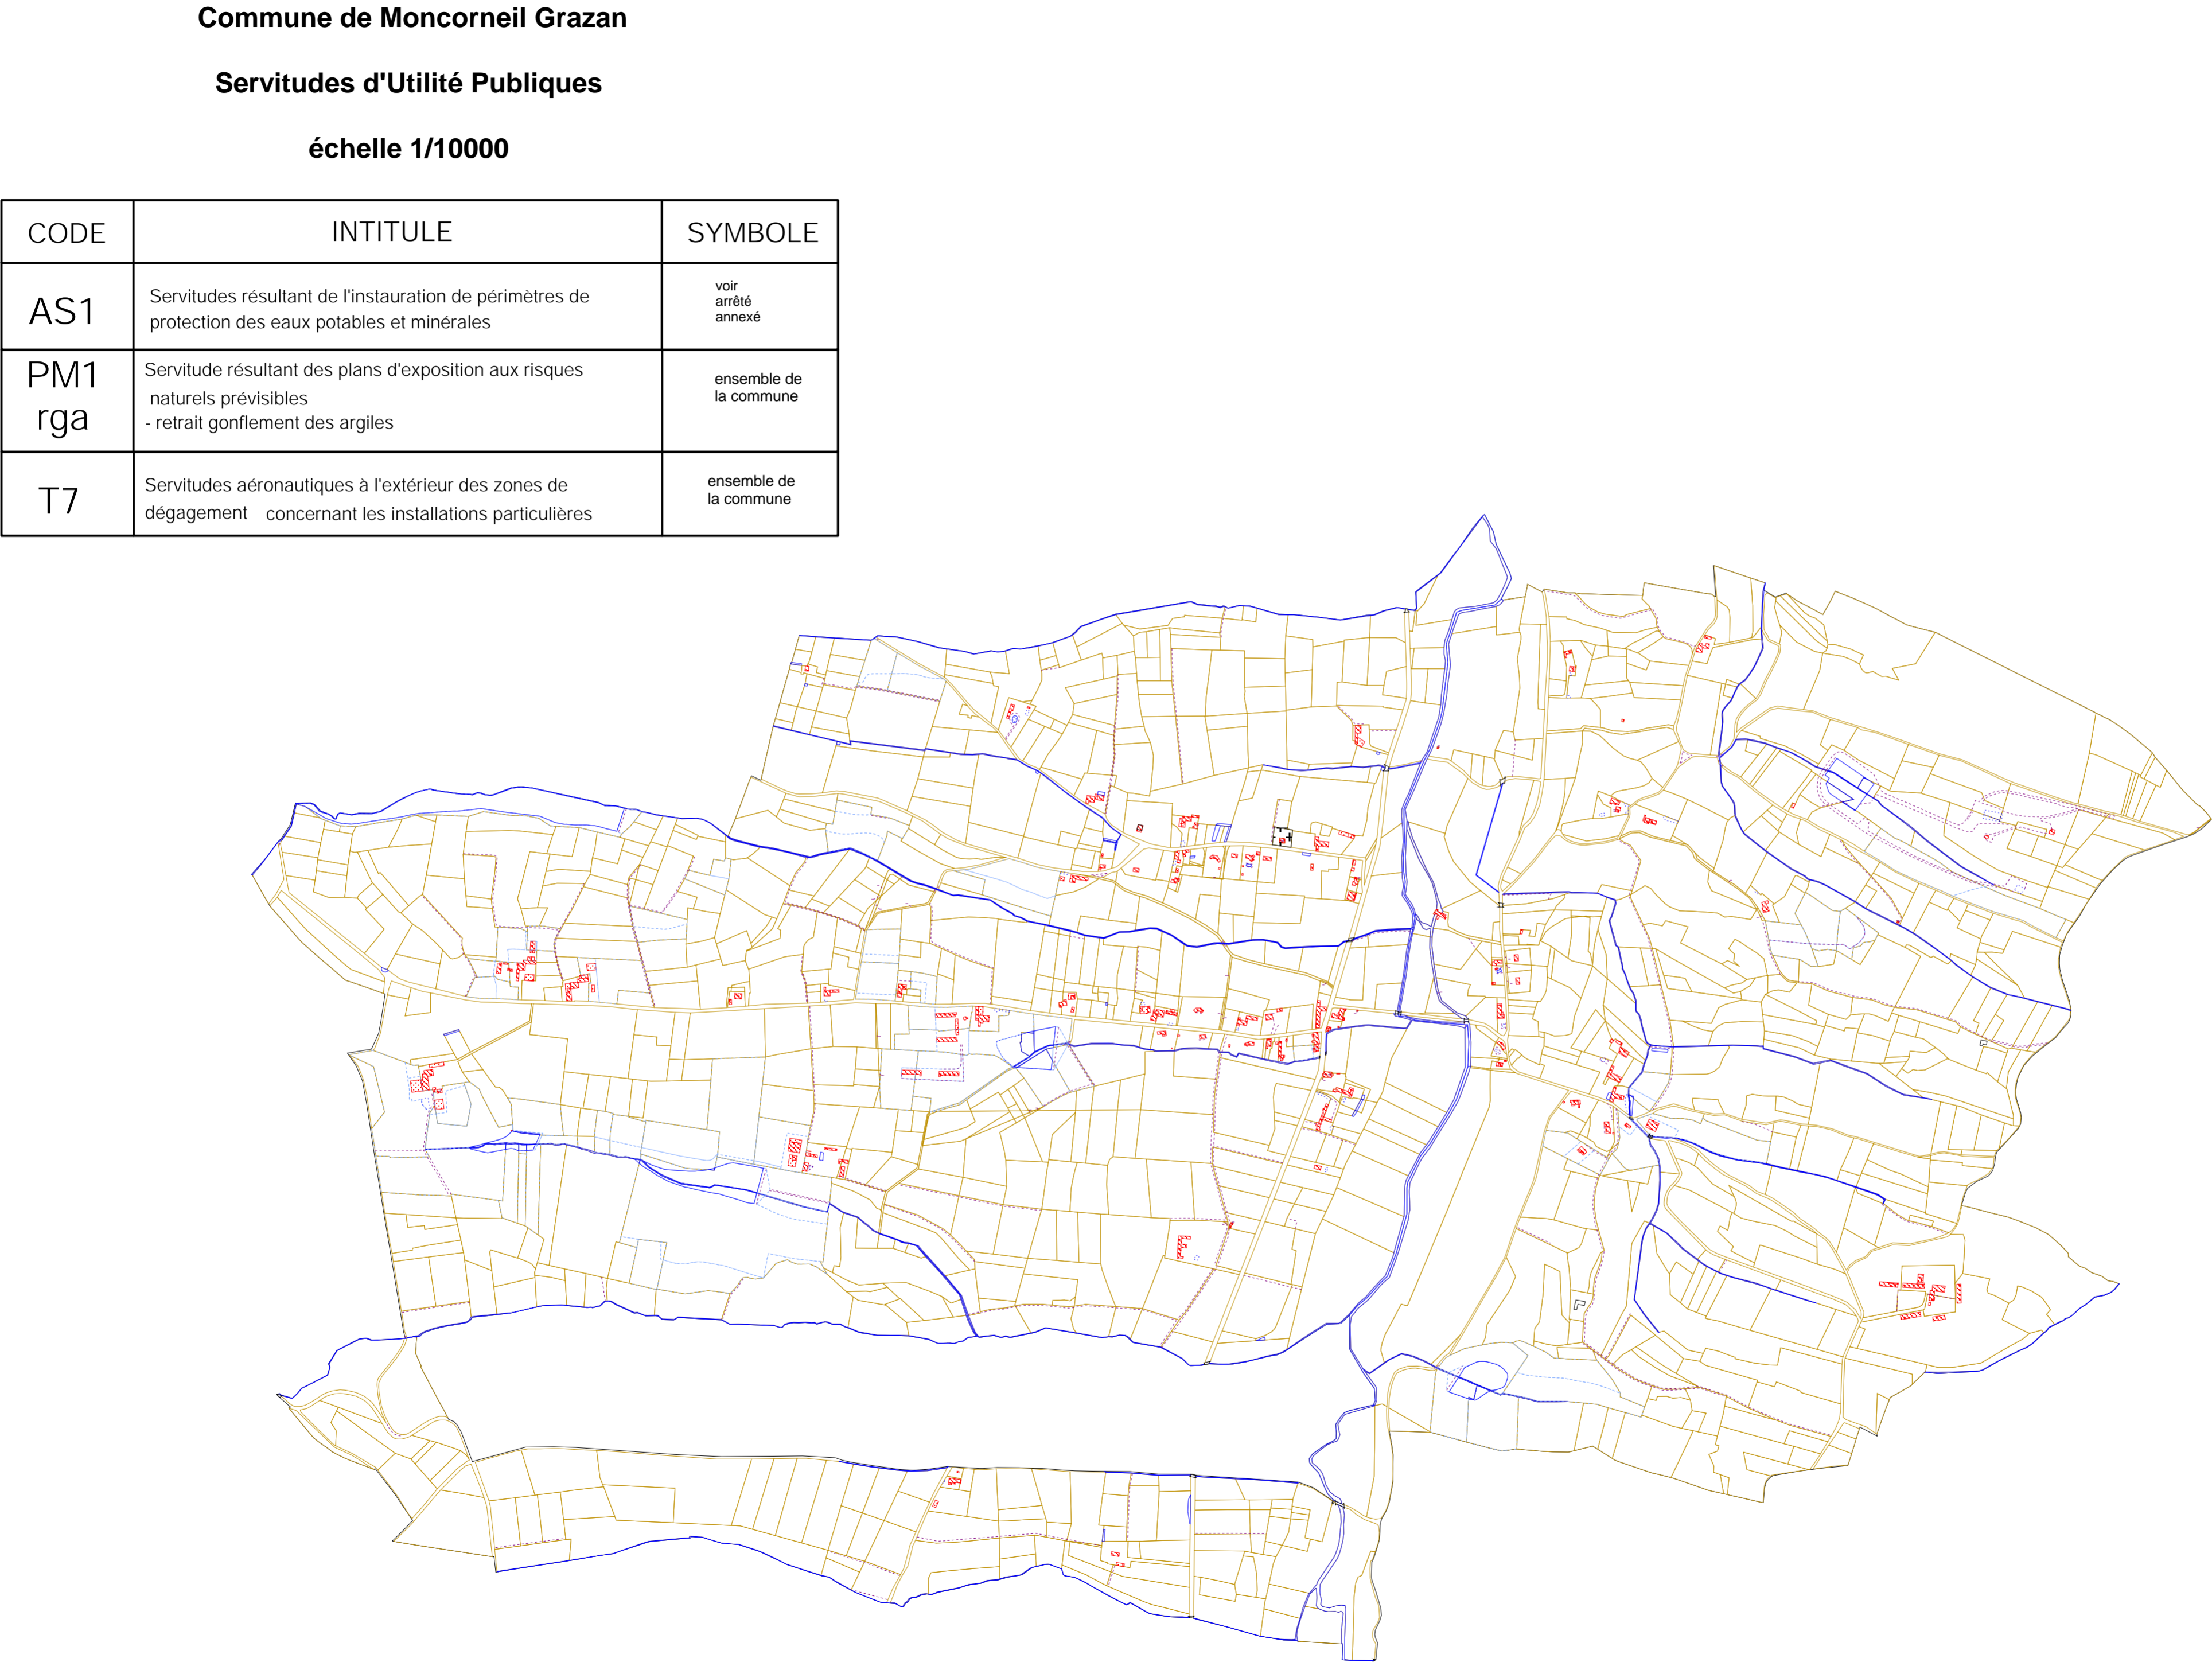 Commune de Moncorneil Grazan
Servitudes d'Utilité Publiques
échelle 1/10000
CODE INTITULE SYMBOLE
AS1
Servitudes résultant de l'instauration de périmètres de
protection des eaux potables et minérales
voir
arrêté
annexé
PM1
rga
Servitude résultant des plans d'exposition aux risques
naturels prévisibles
- retrait gonflement des argiles
ensemble de
la commune
T7
Servitudes aéronautiques à l'extérieur des zones de
dégagement concernant les installations particulières
ensemble de
la commune